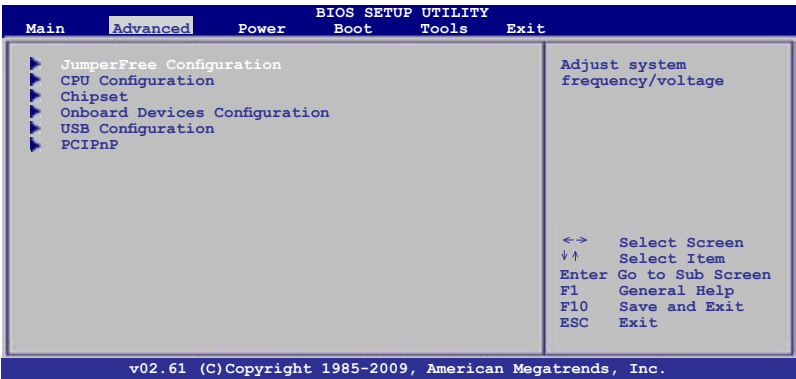 BIOS SETUP UTILITY
Main Advanced Power Boot Tools Exit
JumperFree Configuration
CPU Configuration
Chipset
Onboard Devices Configuration
USB Configuration
PCIPnP
Adjust system
frequency/voltage
←→ Select Screen
↓↑ Select Item
Enter Go to Sub Screen
F1 General Help
F10 Save and Exit
ESC Exit
v02.61 (C)Copyright 1985-2009, American Megatrends, Inc.